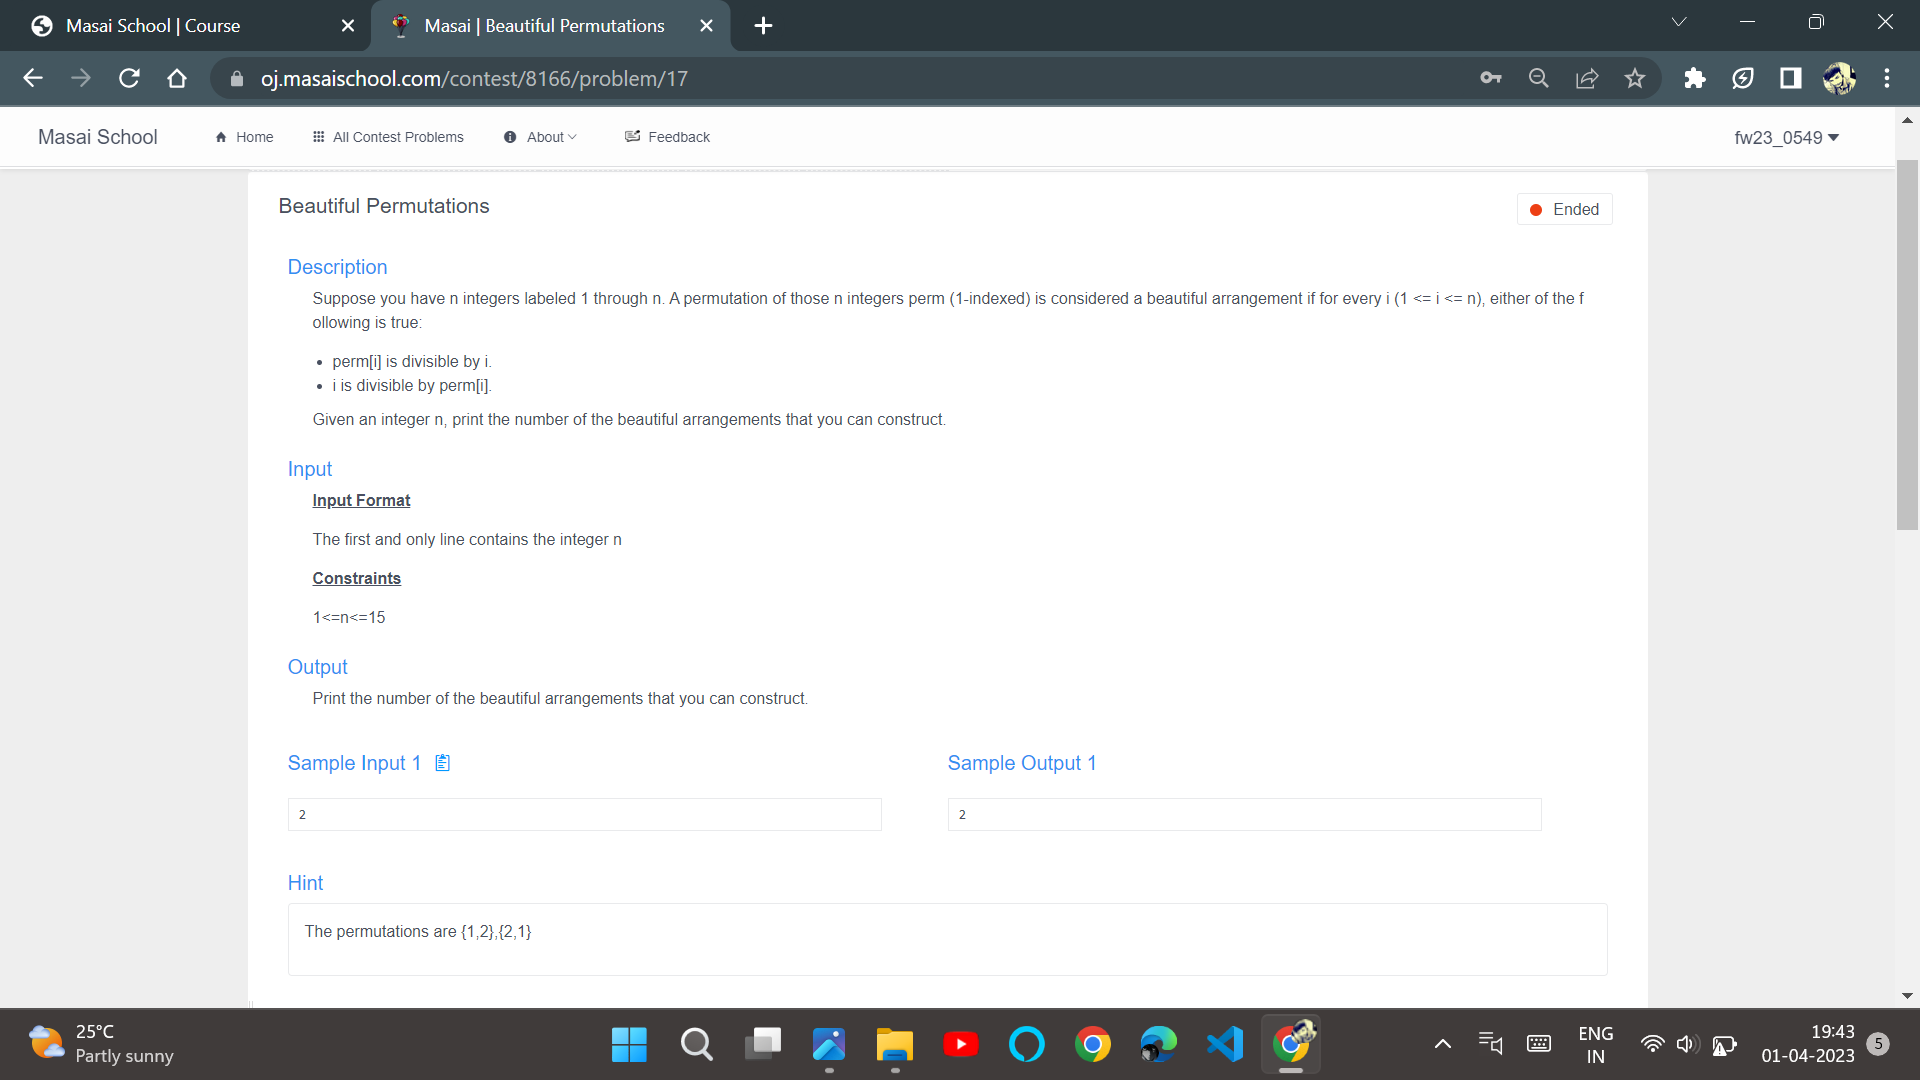 Masai School | Course
Masai | Beautiful Permutations
oj.masaischool.com/contest/8166/problem/17
Masai School
Home
All Contest Problems
About
Feedback
fw23_0549
Beautiful Permutations
Ended
Description
Suppose you have n integers labeled 1 through n. A permutation of those n integers perm (1-indexed) is considered a beautiful arrangement if for every i (1 <= i <= n), either of the f
ollowing is true:
• perm[i] is divisible by i.
• i is divisible by perm[i].
Given an integer n, print the number of the beautiful arrangements that you can construct.
Input
Input Format
The first and only line contains the integer n
Constraints
1<=n<=15
Output
Print the number of the beautiful arrangements that you can construct.
Sample Input 1
Sample Output 1
2
2
Hint
The permutations are {1,2},{2,1}
25°C
Partly sunny
ENG
IN
19:43
01-04-2023
5